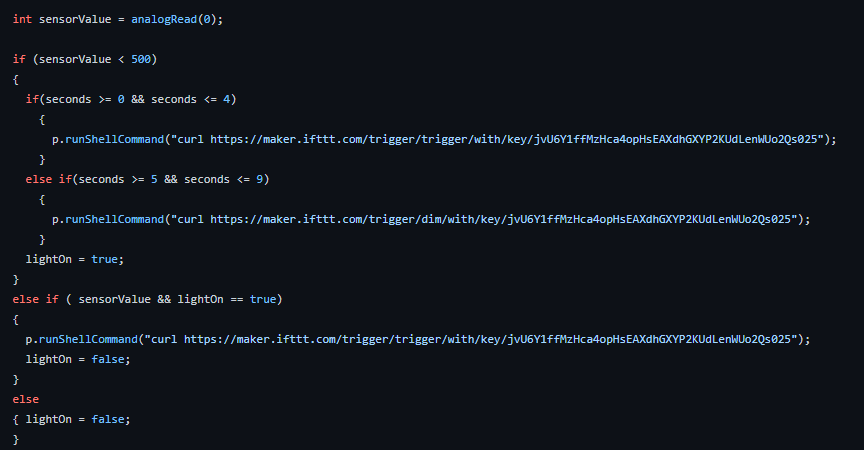 int sensorValue = analogRead(0);
if (sensorValue < 500)
{
if(seconds >= 0 && seconds <= 4)
{
p.runShellCommand("curl https://maker.ifttt.com/trigger/trigger/with/key/jvU6Y1ffMzHca4opHsEAXdhGXYP2KUdLenWUo2Qs025");
}
else if(seconds >= 5 && seconds <= 9)
{
p.runShellCommand("curl https://maker.ifttt.com/trigger/dim/with/key/jvU6Y1ffMzHca4opHsEAXdhGXYP2KUdLenWUo2Qs025");
}
lightOn = true;
}
else if ( sensorValue && lightOn == true)
{
p.runShellCommand("curl https://maker.ifttt.com/trigger/trigger/with/key/jvU6Y1ffMzHca4opHsEAXdhGXYP2KUdLenWUo2Qs025");
lightOn = false;
}
else
{ lightOn = false;
}